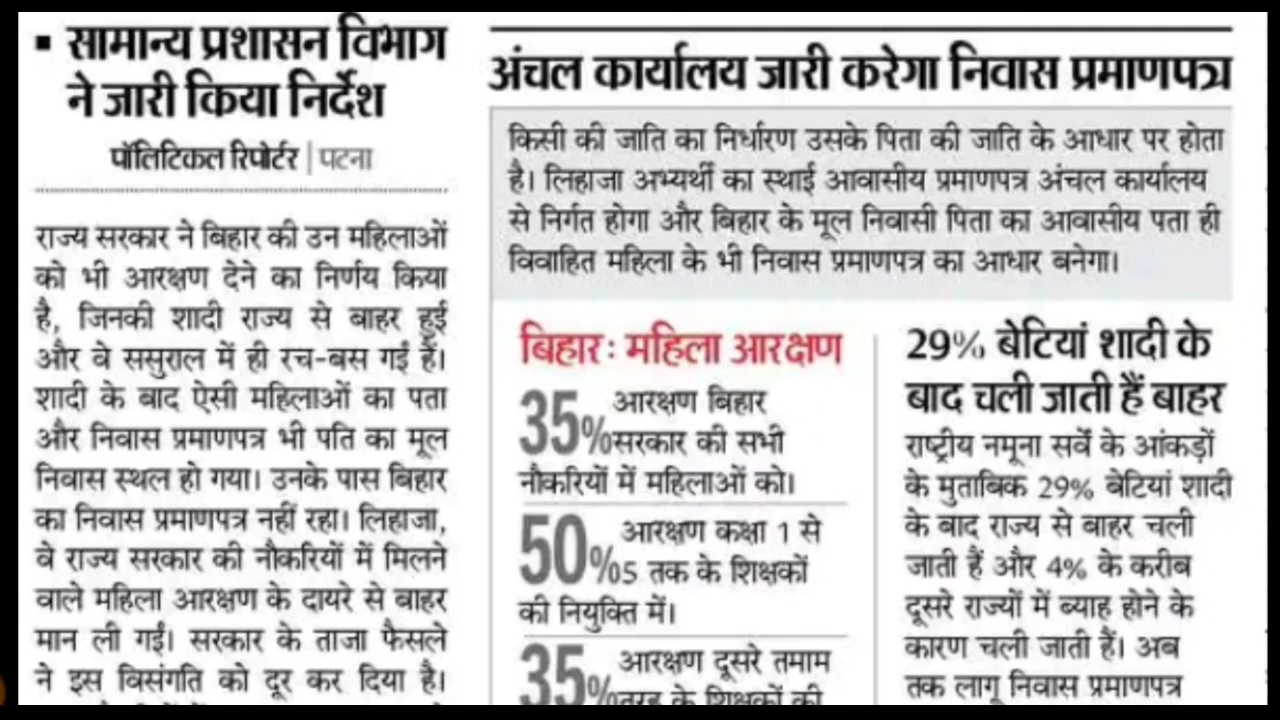 ▪ सामान्य प्रशासन विभाग
ने जारी किया निर्देश
पॉलिटिकल रिपोर्टर | पटना
राज्य सरकार ने बिहार की उन महिलाओं
को भी आरक्षण देने का निर्णय किया
है, जिनकी शादी राज्य से बाहर हुई
और वे ससुराल में ही रच-बस गई हैं।
शादी के बाद ऐसी महिलाओं का पता
और निवास प्रमाणपत्र भी पति का मूल
निवास स्थल हो गया। उनके पास बिहार
का निवास प्रमाणपत्र नहीं रहा। लिहाजा,
वे राज्य सरकार की नौकरियों में मिलने
वाले महिला आरक्षण के दायरे से बाहर
मान ली गईं। सरकार के ताजा फैसले
ने इस विसंगति को दूर कर दिया है।
अंचल कार्यालय जारी करेगा निवास प्रमाणपत्र
किसी की जाति का निर्धारण उसके पिता की जाति के आधार पर होता
है। लिहाजा अभ्यर्थी का स्थाई आवासीय प्रमाणपत्र अंचल कार्यालय
से निर्गत होगा और बिहार के मूल निवासी पिता का आवासीय पता ही
विवाहित महिला के भी निवास प्रमाणपत्र का आधार बनेगा।
बिहार: महिला आरक्षण
35% आरक्षण बिहार
सरकार की सभी
नौकरियों में महिलाओं को।
50% आरक्षण कक्षा 1 से
5 तक के शिक्षकों
की नियुक्ति में।
35% आरक्षण दूसरे तमाम
तरह के शिक्षकों की
29% बेटियां शादी के
बाद चली जाती हैं बाहर
राष्ट्रीय नमूना सर्वे के आंकड़ों
के मुताबिक 29% बेटियां शादी
के बाद राज्य से बाहर चली
जाती हैं और 4% के करीब
दूसरे राज्यों में ब्याह होने के
कारण चली जाती हैं। अब
तक लागू निवास प्रमाणपत्र